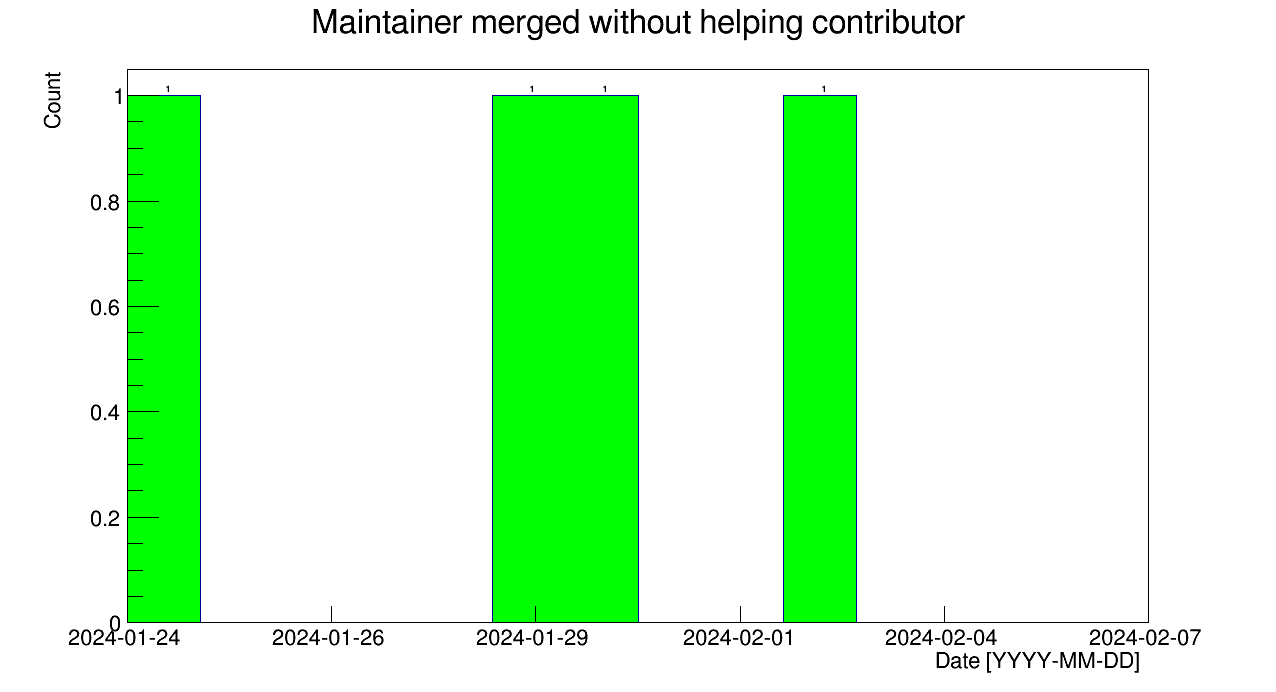 Maintainer merged without helping contributor
Count
1 1 1 1
1
0.8
0.6
0.4
0.2
0
2024-01-24 2024-01-26 2024-01-29 2024-02-01 2024-02-04 2024-02-07
Date [YYYY-MM-DD]